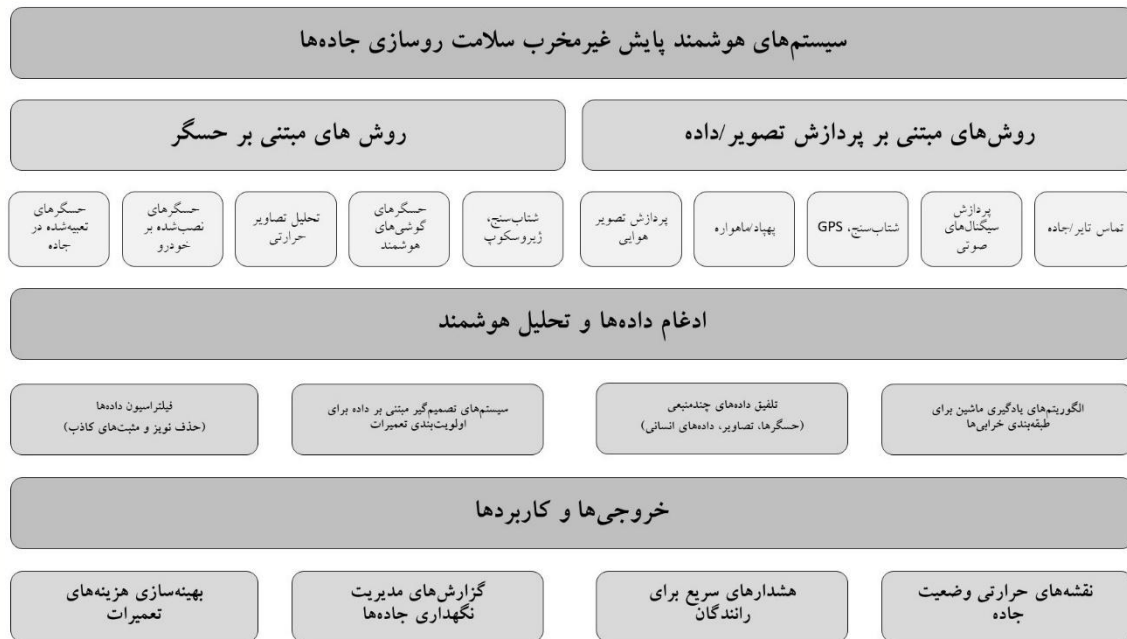 سیستم‌های هوشمند پایش غیرمخرب سلامت روسازی جاده‌ها
روش‌های مبتنی بر پردازش تصویر/داده
روش های مبتنی بر حسگر
تماس تایر/جاده
پردازش
سیگنال‌های
صوتی
شتاب‌سنج، GPS
پهپاد/ماهواره
پردازش تصویر
هوایی
شتاب‌سنج،
ژیروسکوپ
حسگرهای
گوشی‌های
هوشمند
تحلیل تصاویر
حرارتی
حسگرهای
نصب‌شده بر
خودرو
حسگرهای
تعبیه‌شده در
جاده
ادغام داده‌ها و تحلیل هوشمند
الگوریتم‌های یادگیری ماشین برای
طبقه‌بندی خرابی‌ها
تلفیق داده‌های چندمنبعی
(حسگرها، تصاویر، داده‌های انسانی)
سیستم‌های تصمیم‌گیر مبتنی بر داده برای
اولویت‌بندی تعمیرات
فیلتراسیون داده‌ها
(حذف نویز و مثبت‌های کاذب)
خروجی‌ها و کاربردها
نقشه‌های حرارتی وضعیت
جاده
هشدارهای سریع برای
رانندگان
گزارش‌های مدیریت
نگهداری جاده‌ها
بهینه‌سازی هزینه‌های
تعمیرات